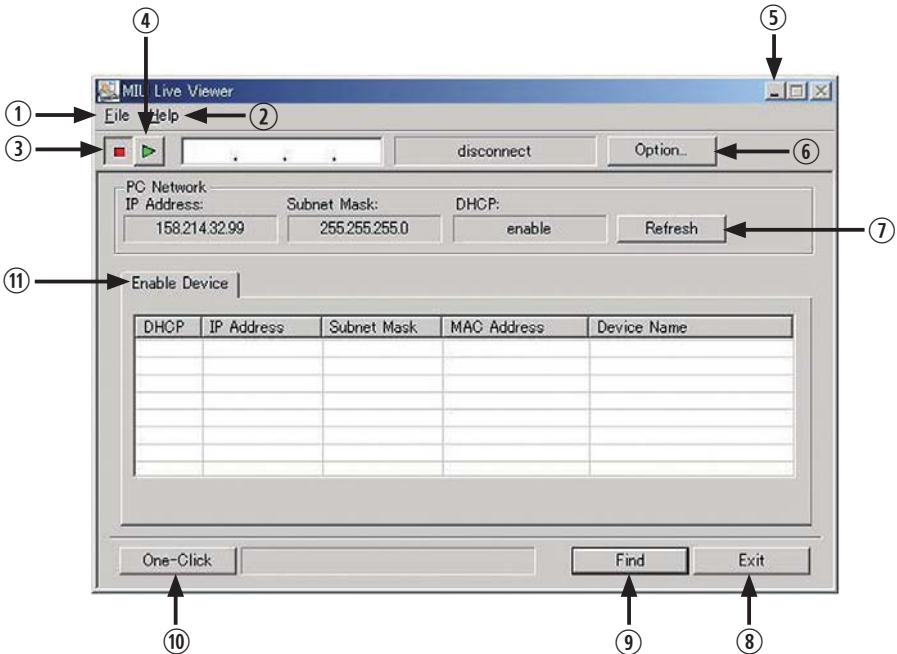 ④ ⑤
MIU Live Viewer
① File Help ②
③ . . . disconnect Option... ⑥
PC Network
IP Address: Subnet Mask: DHCP:
158.214.32.99 255.255.255.0 enable Refresh ⑦
⑪ Enable Device
DHCP IP Address Subnet Mask MAC Address Device Name
One-Click Find Exit
⑩ ⑨ ⑧